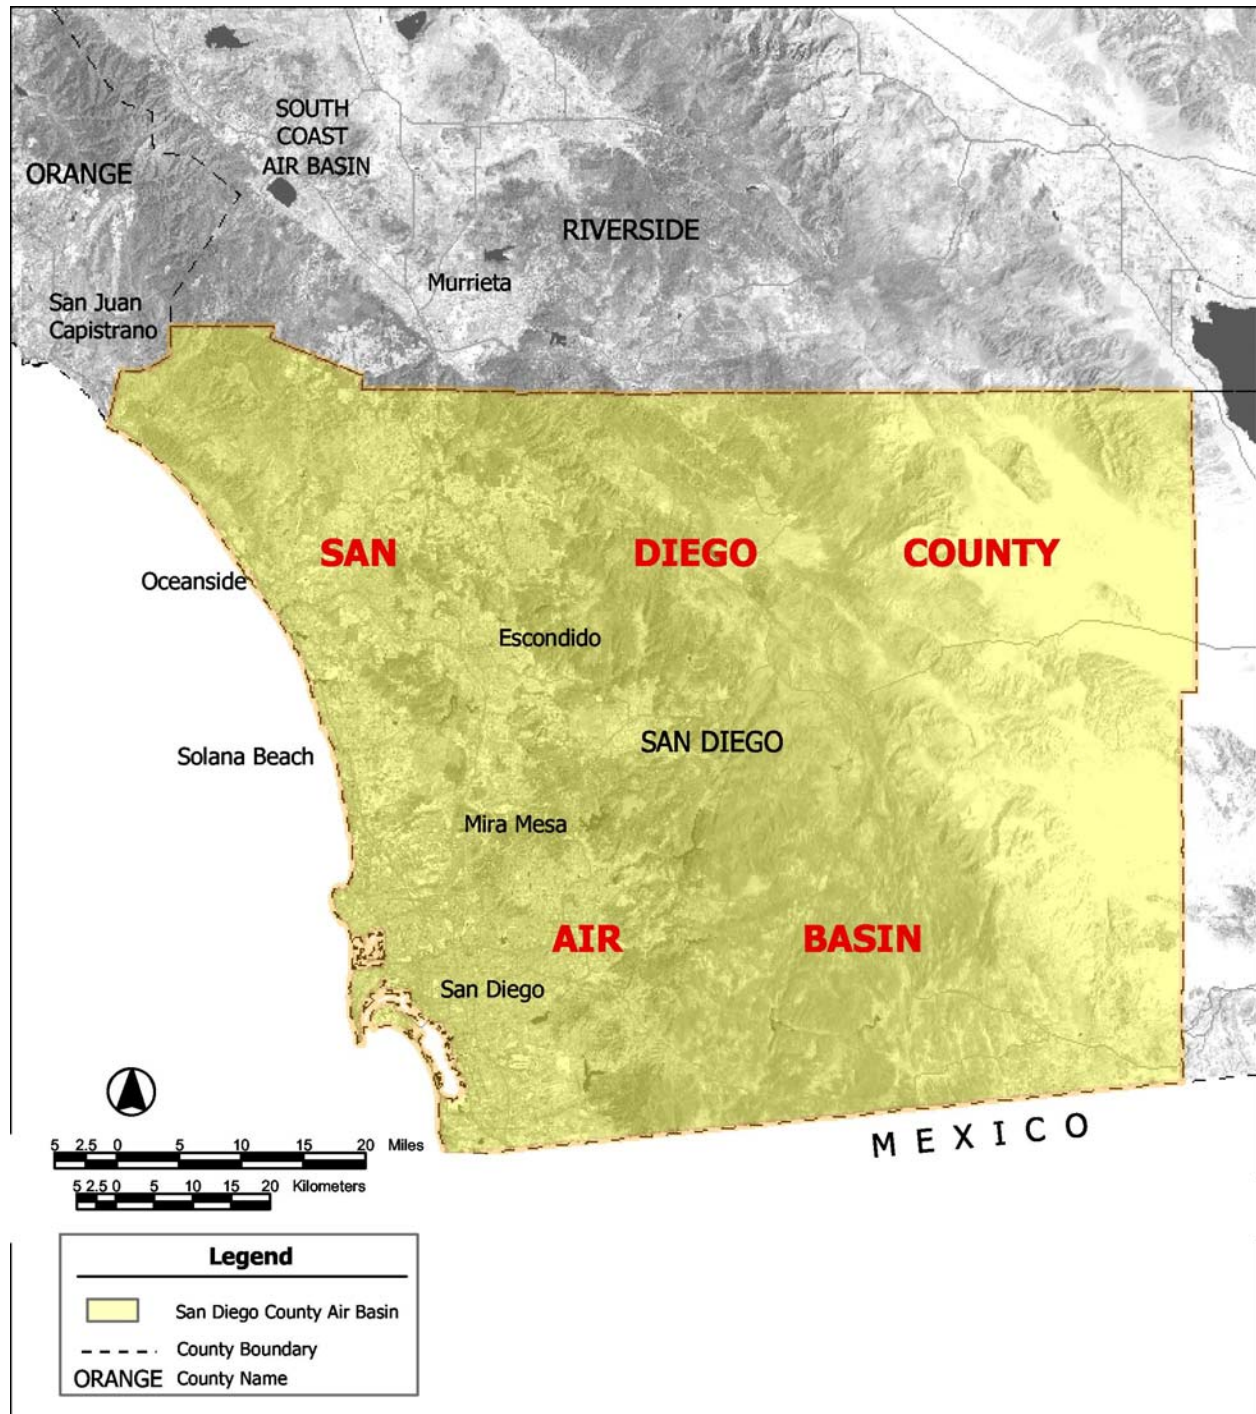 SOUTH
COAST
AIR BASIN
ORANGE
RIVERSIDE
Murrieta
San Juan
Capistrano
SAN DIEGO COUNTY
Oceanside
Escondido
SAN DIEGO
Solana Beach
Mira Mesa
AIR BASIN
San Diego
MEXICO
5 2.5 0 5 10 15 20 Miles
5 2.5 0 5 10 15 20 Kilometers
Legend
San Diego County Air Basin
County Boundary
ORANGE County Name